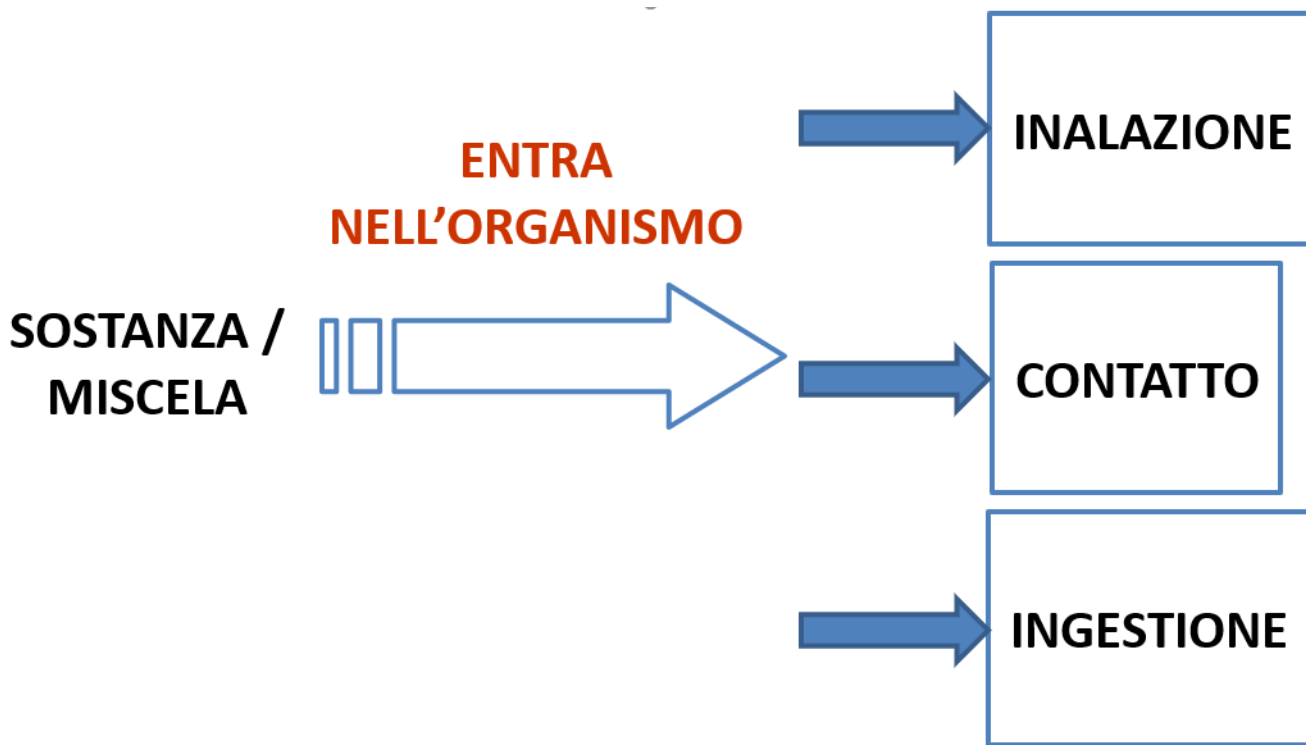 SOSTANZA /
MISCELA
ENTRA
NELL’ORGANISMO
INALAZIONE
CONTATTO
INGESTIONE